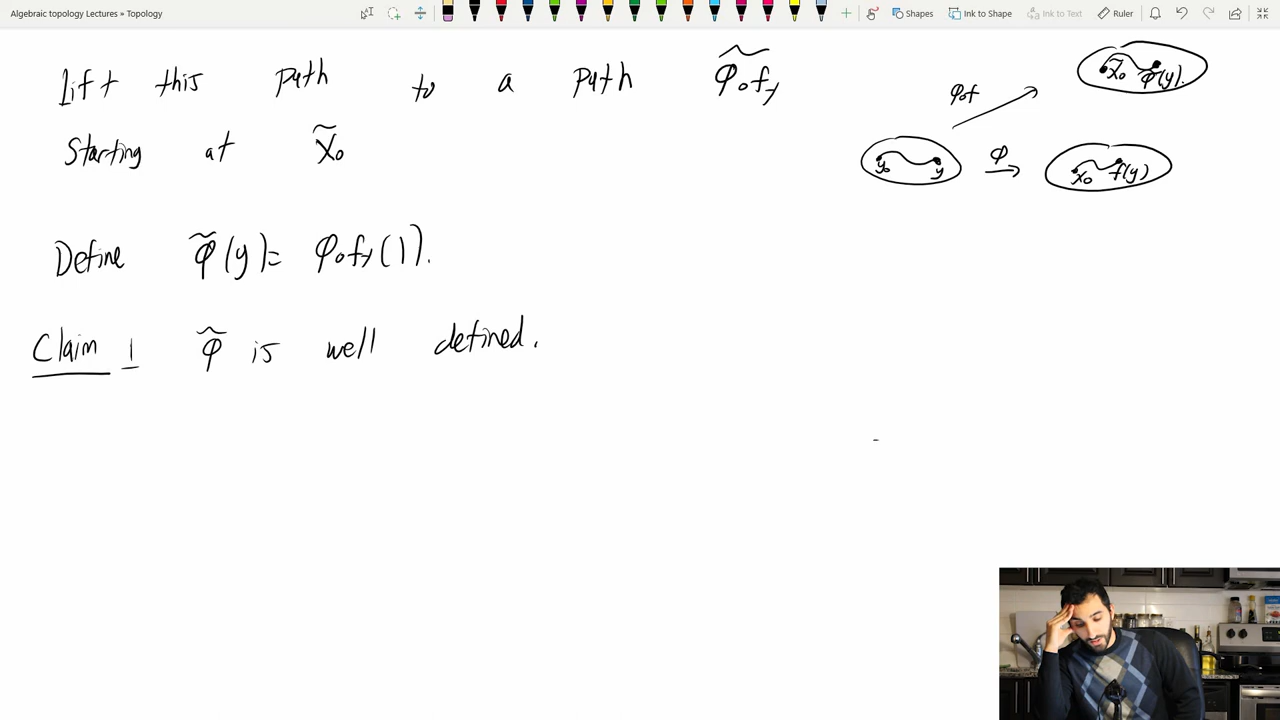 Algebraic topology Lectures » Topology
Shapes
Ink to Shape
Ink to Text
Ruler
Lift this path to a path φ∘f_y~
Starting at x̃₀
Define φ̃(y) = φ∘f_y(1).
Claim 1 φ̃ is well defined.
x̃₀ φ̃(y).
φ∘f
y₀ y
φ
x₀ f(y)